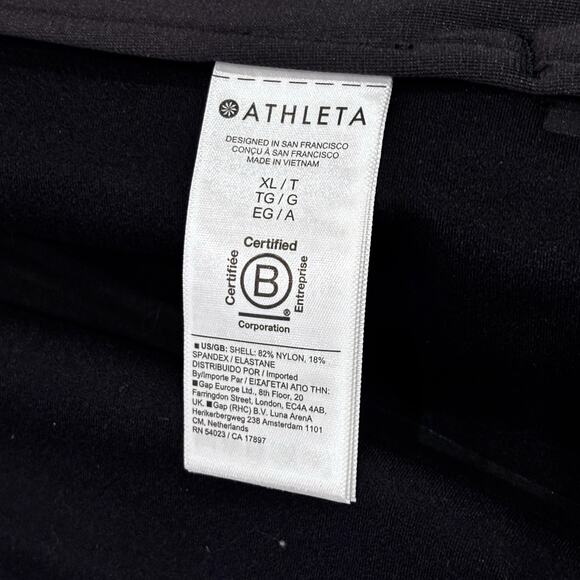 ATHLETA
DESIGNED IN SAN FRANCISCO
CONÇU À SAN FRANCISCO
MADE IN VIETNAM
XL / T
TG / G
EG / A
Certified
Certifiée
B
Entreprise
®
Corporation
■ US/GB: SHELL: 82% NYLON, 18%
SPANDEX / ELASTANE
DISTRIBUIDO POR / Imported
By/Importe Par / ΕΙΣΑΓΕΤΑΙ ΑΠΟ ΤΗΝ:
■ Gap Europe Ltd., 8th Floor, 20
Farringdon Street, London, EC4A 4AB,
UK. ■ Gap (RHC) B.V. Luna ArenA
Herikerbergweg 238 Amsterdam 1101
CM, Netherlands
RN 54023 / CA 17897